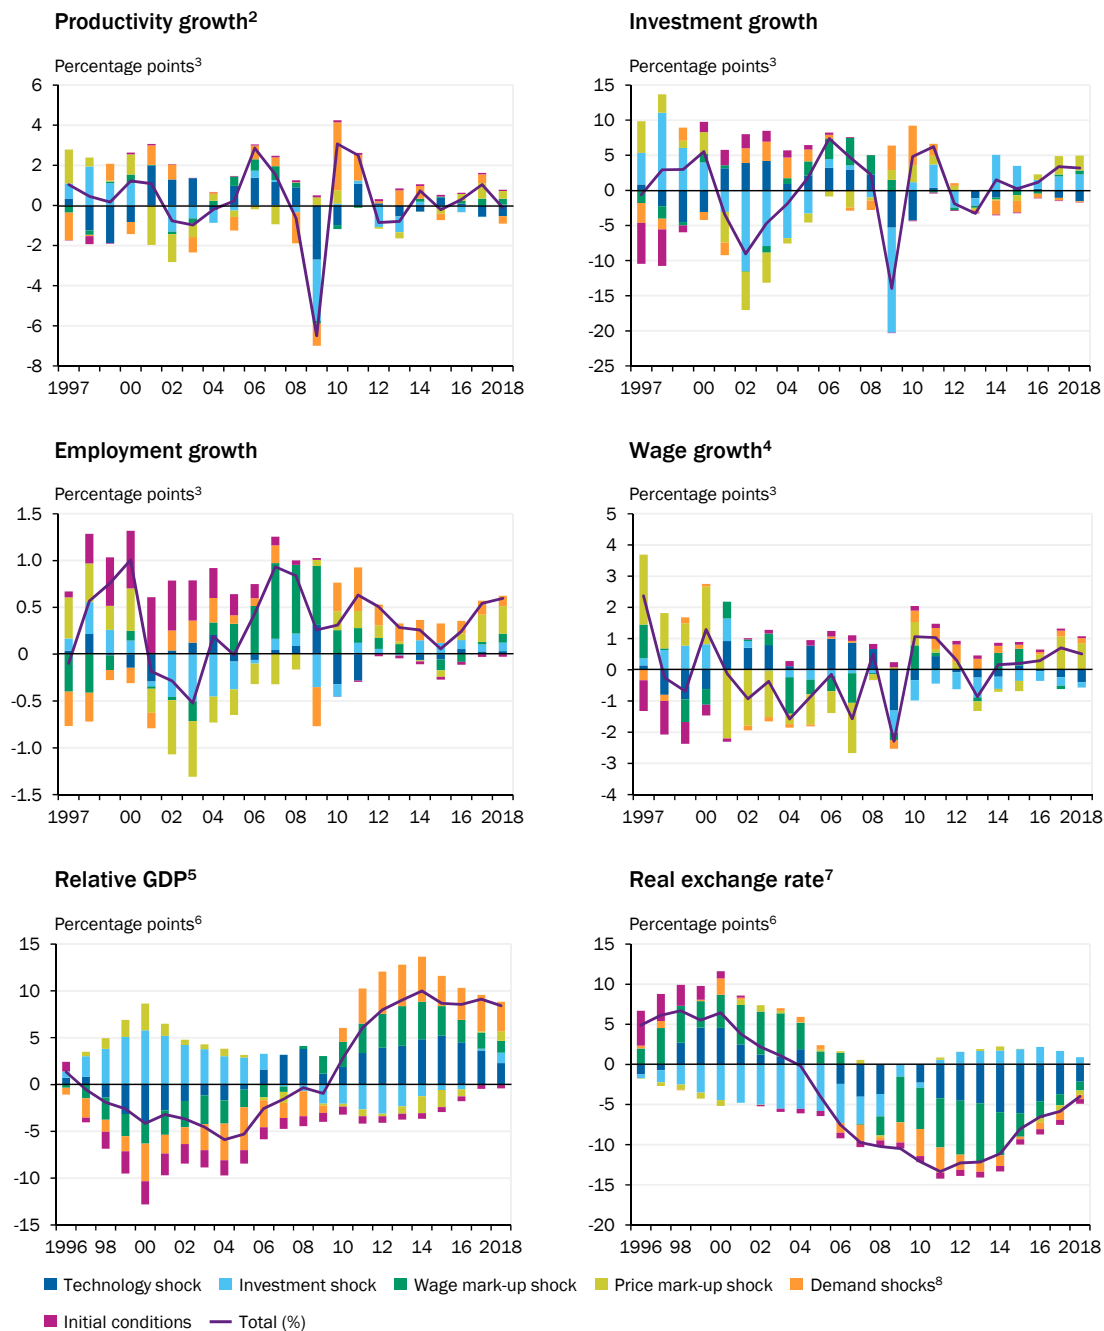 Productivity growth2
Investment growth
Percentage points3
Percentage points3
6
4
2
0
-2
-4
-6
-8
1997 00 02 04 06 08 10 12 14 16 2018
15
10
5
0
-5
-10
-15
-20
-25
1997 00 02 04 06 08 10 12 14 16 2018
Employment growth
Wage growth4
Percentage points3
Percentage points3
1.5
1.0
0.5
0
-0.5
-1.0
-1.5
1997 00 02 04 06 08 10 12 14 16 2018
5
4
3
2
1
0
-1
-2
-3
-4
1997 00 02 04 06 08 10 12 14 16 2018
Relative GDP5
Real exchange rate7
Percentage points6
Percentage points6
15
10
5
0
-5
-10
-15
1996 98 00 02 04 06 08 10 12 14 16 2018
15
10
5
0
-5
-10
-15
-20
1996 98 00 02 04 06 08 10 12 14 16 2018
Technology shock Investment shock Wage mark-up shock Price mark-up shock Demand shocks8
Initial conditions Total (%)